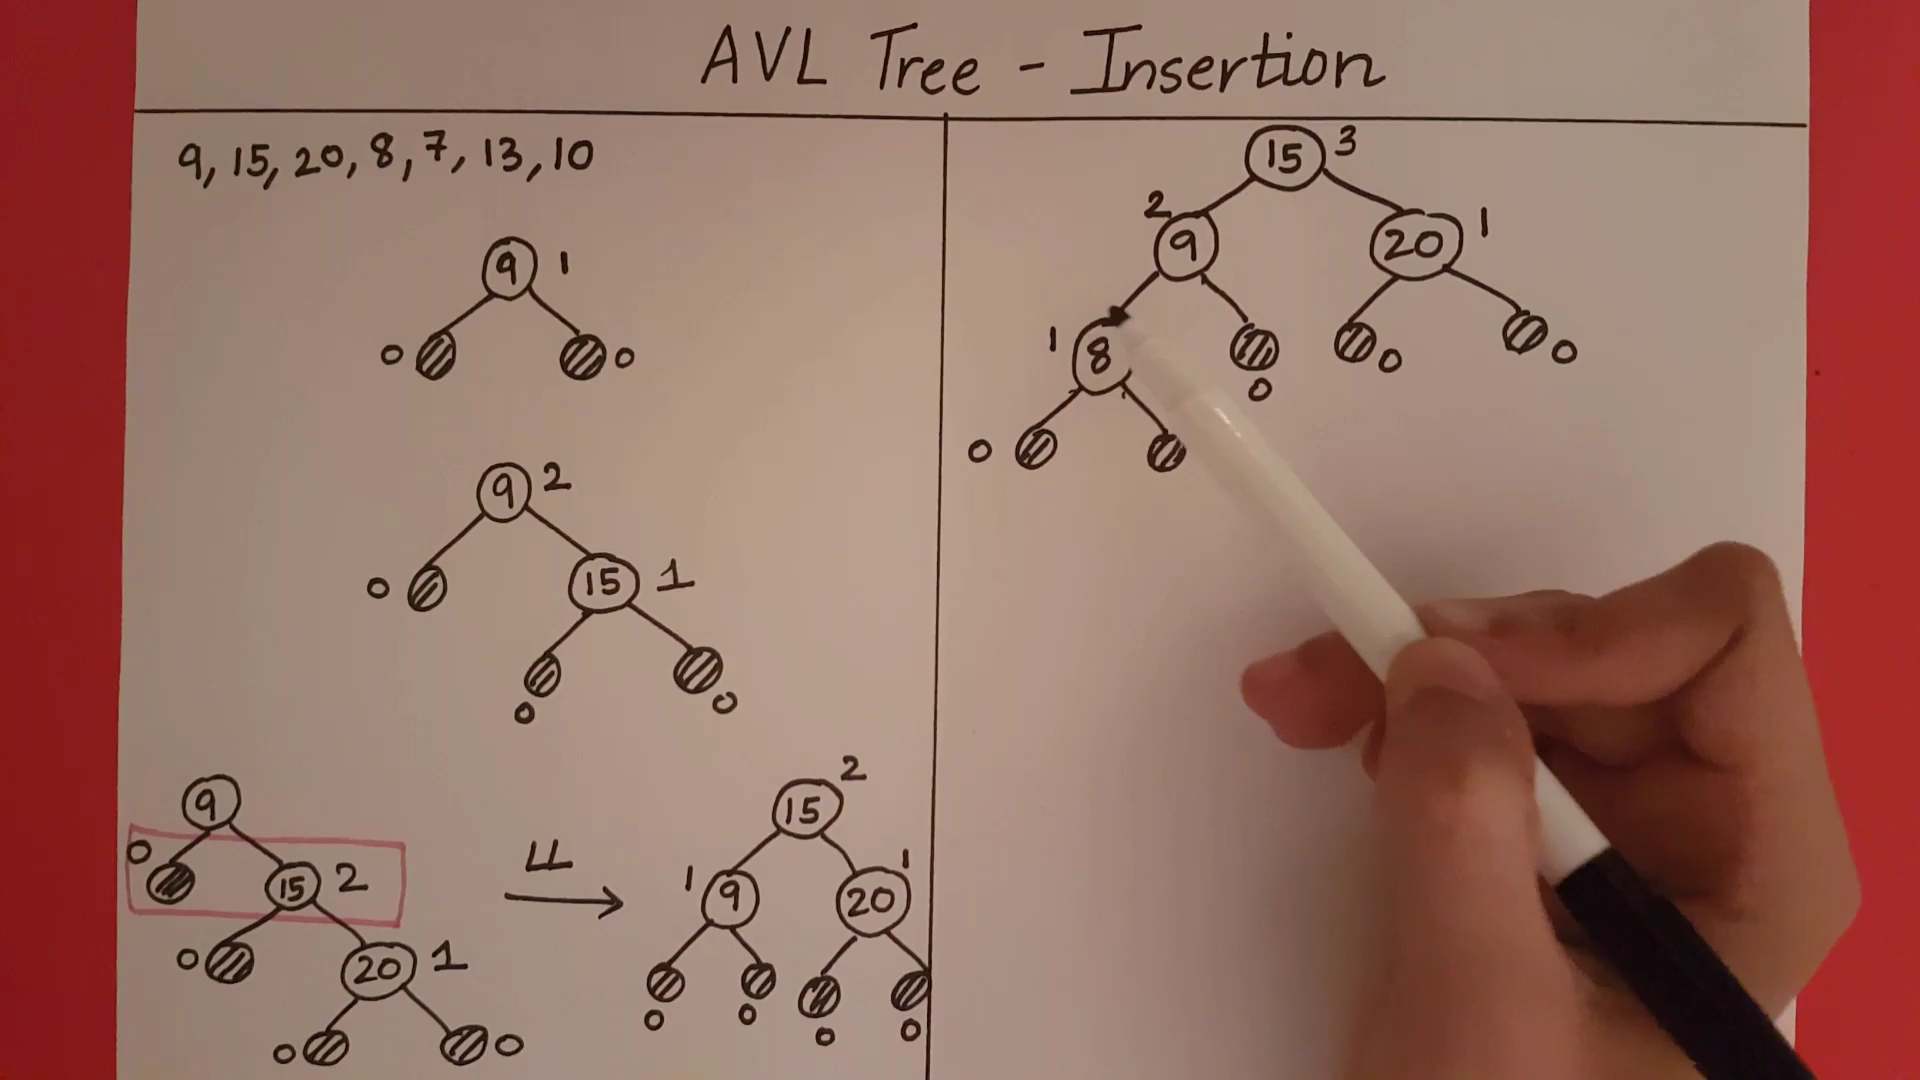 AVL Tree - Insertion
9, 15, 20, 8, 7, 13, 10
9 1
0 0
9 2
0 15 1
0 0
9
0 15 2
0 20 1
0 0
LL
15 2
1 9 20 1
0 0 0 0
15 3
2 9 20 1
1 8 0 0 0
0